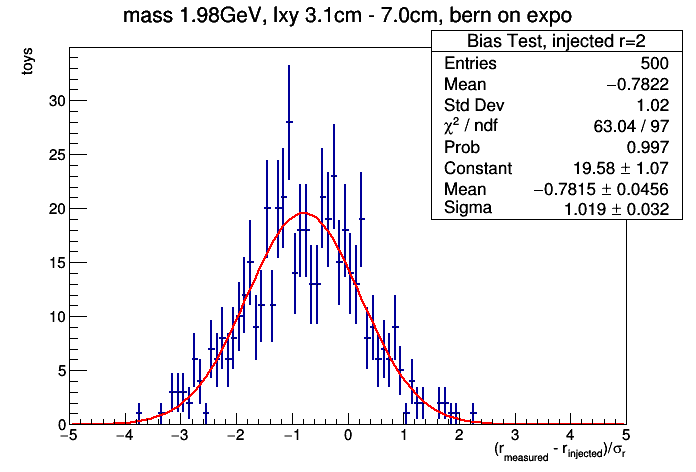 mass 1.98GeV, lxy 3.1cm - 7.0cm, bern on expo
Bias Test, injected r=2
Entries 500
Mean −0.7822
Std Dev 1.02
χ² / ndf 63.04 / 97
Prob 0.997
Constant 19.58 ± 1.07
Mean −0.7815 ± 0.0456
Sigma 1.019 ± 0.032
toys
30
25
20
15
10
5
0
−5 −4 −3 −2 −1 0 1 2 3 4 5
(r_measured - r_injected)/σ_r